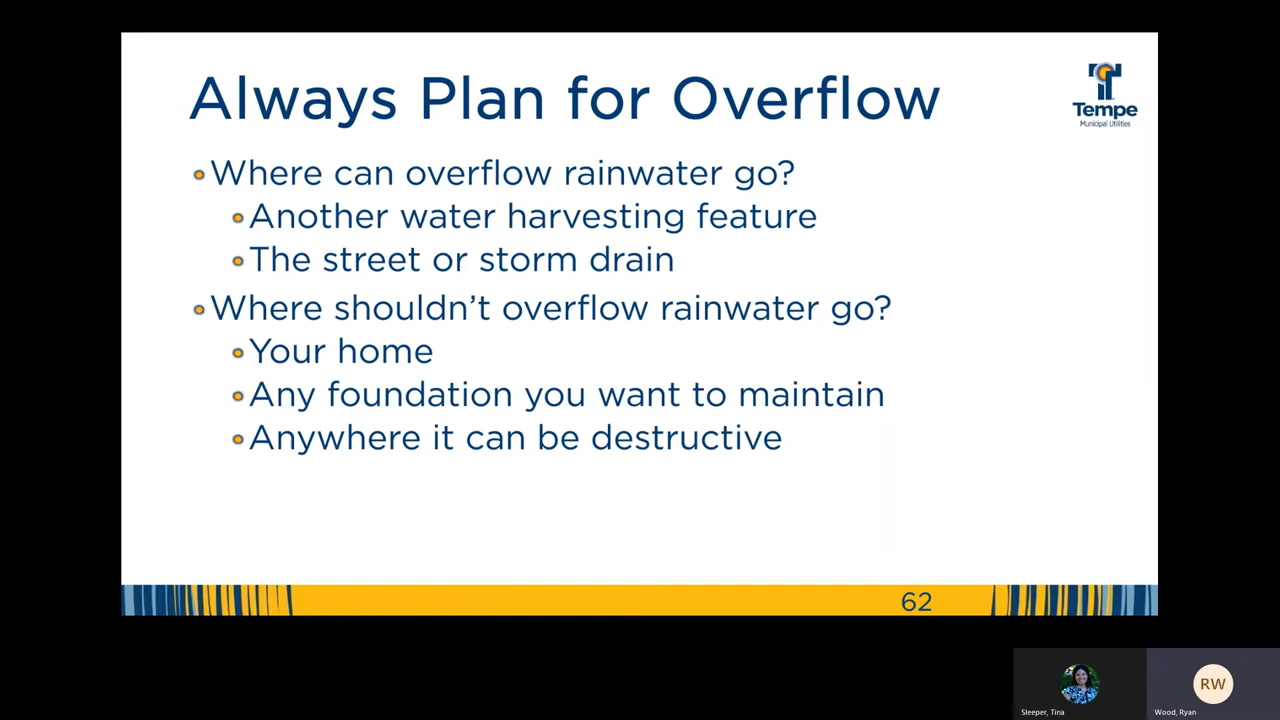 Always Plan for Overflow
Tempe
Municipal Utilities
Where can overflow rainwater go?
Another water harvesting feature
The street or storm drain
Where shouldn't overflow rainwater go?
Your home
Any foundation you want to maintain
Anywhere it can be destructive
62
RW
Sleeper, Tina
Wood, Ryan